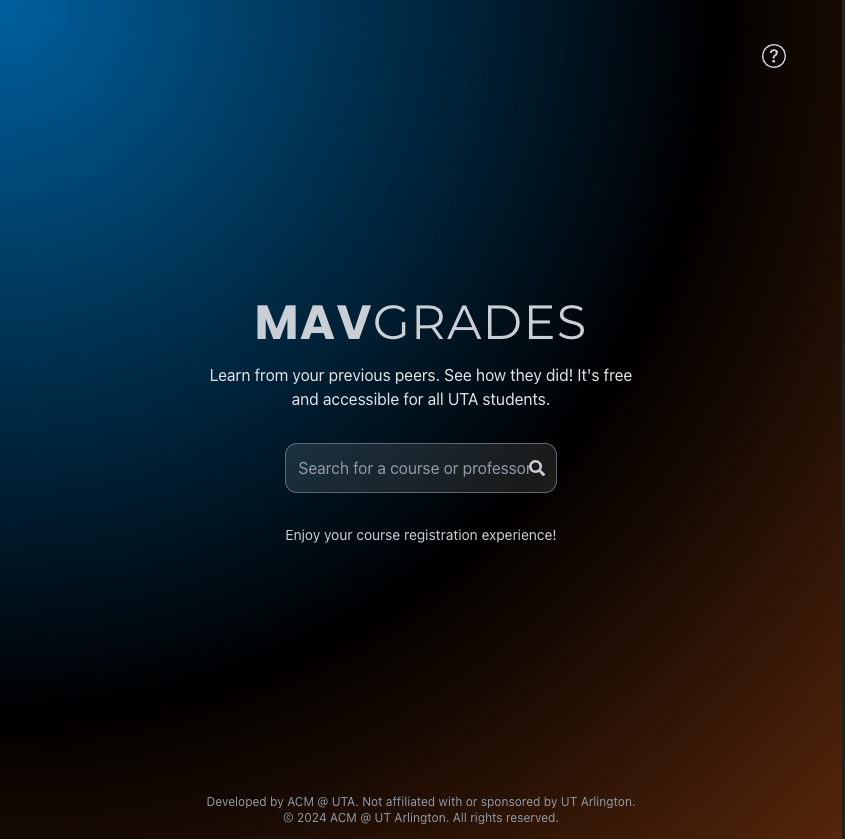 ?
MAVGRADES
Learn from your previous peers. See how they did! It's free
and accessible for all UTA students.
Search for a course or professor
Enjoy your course registration experience!
Developed by ACM @ UTA. Not affiliated with or sponsored by UT Arlington.
© 2024 ACM @ UT Arlington. All rights reserved.